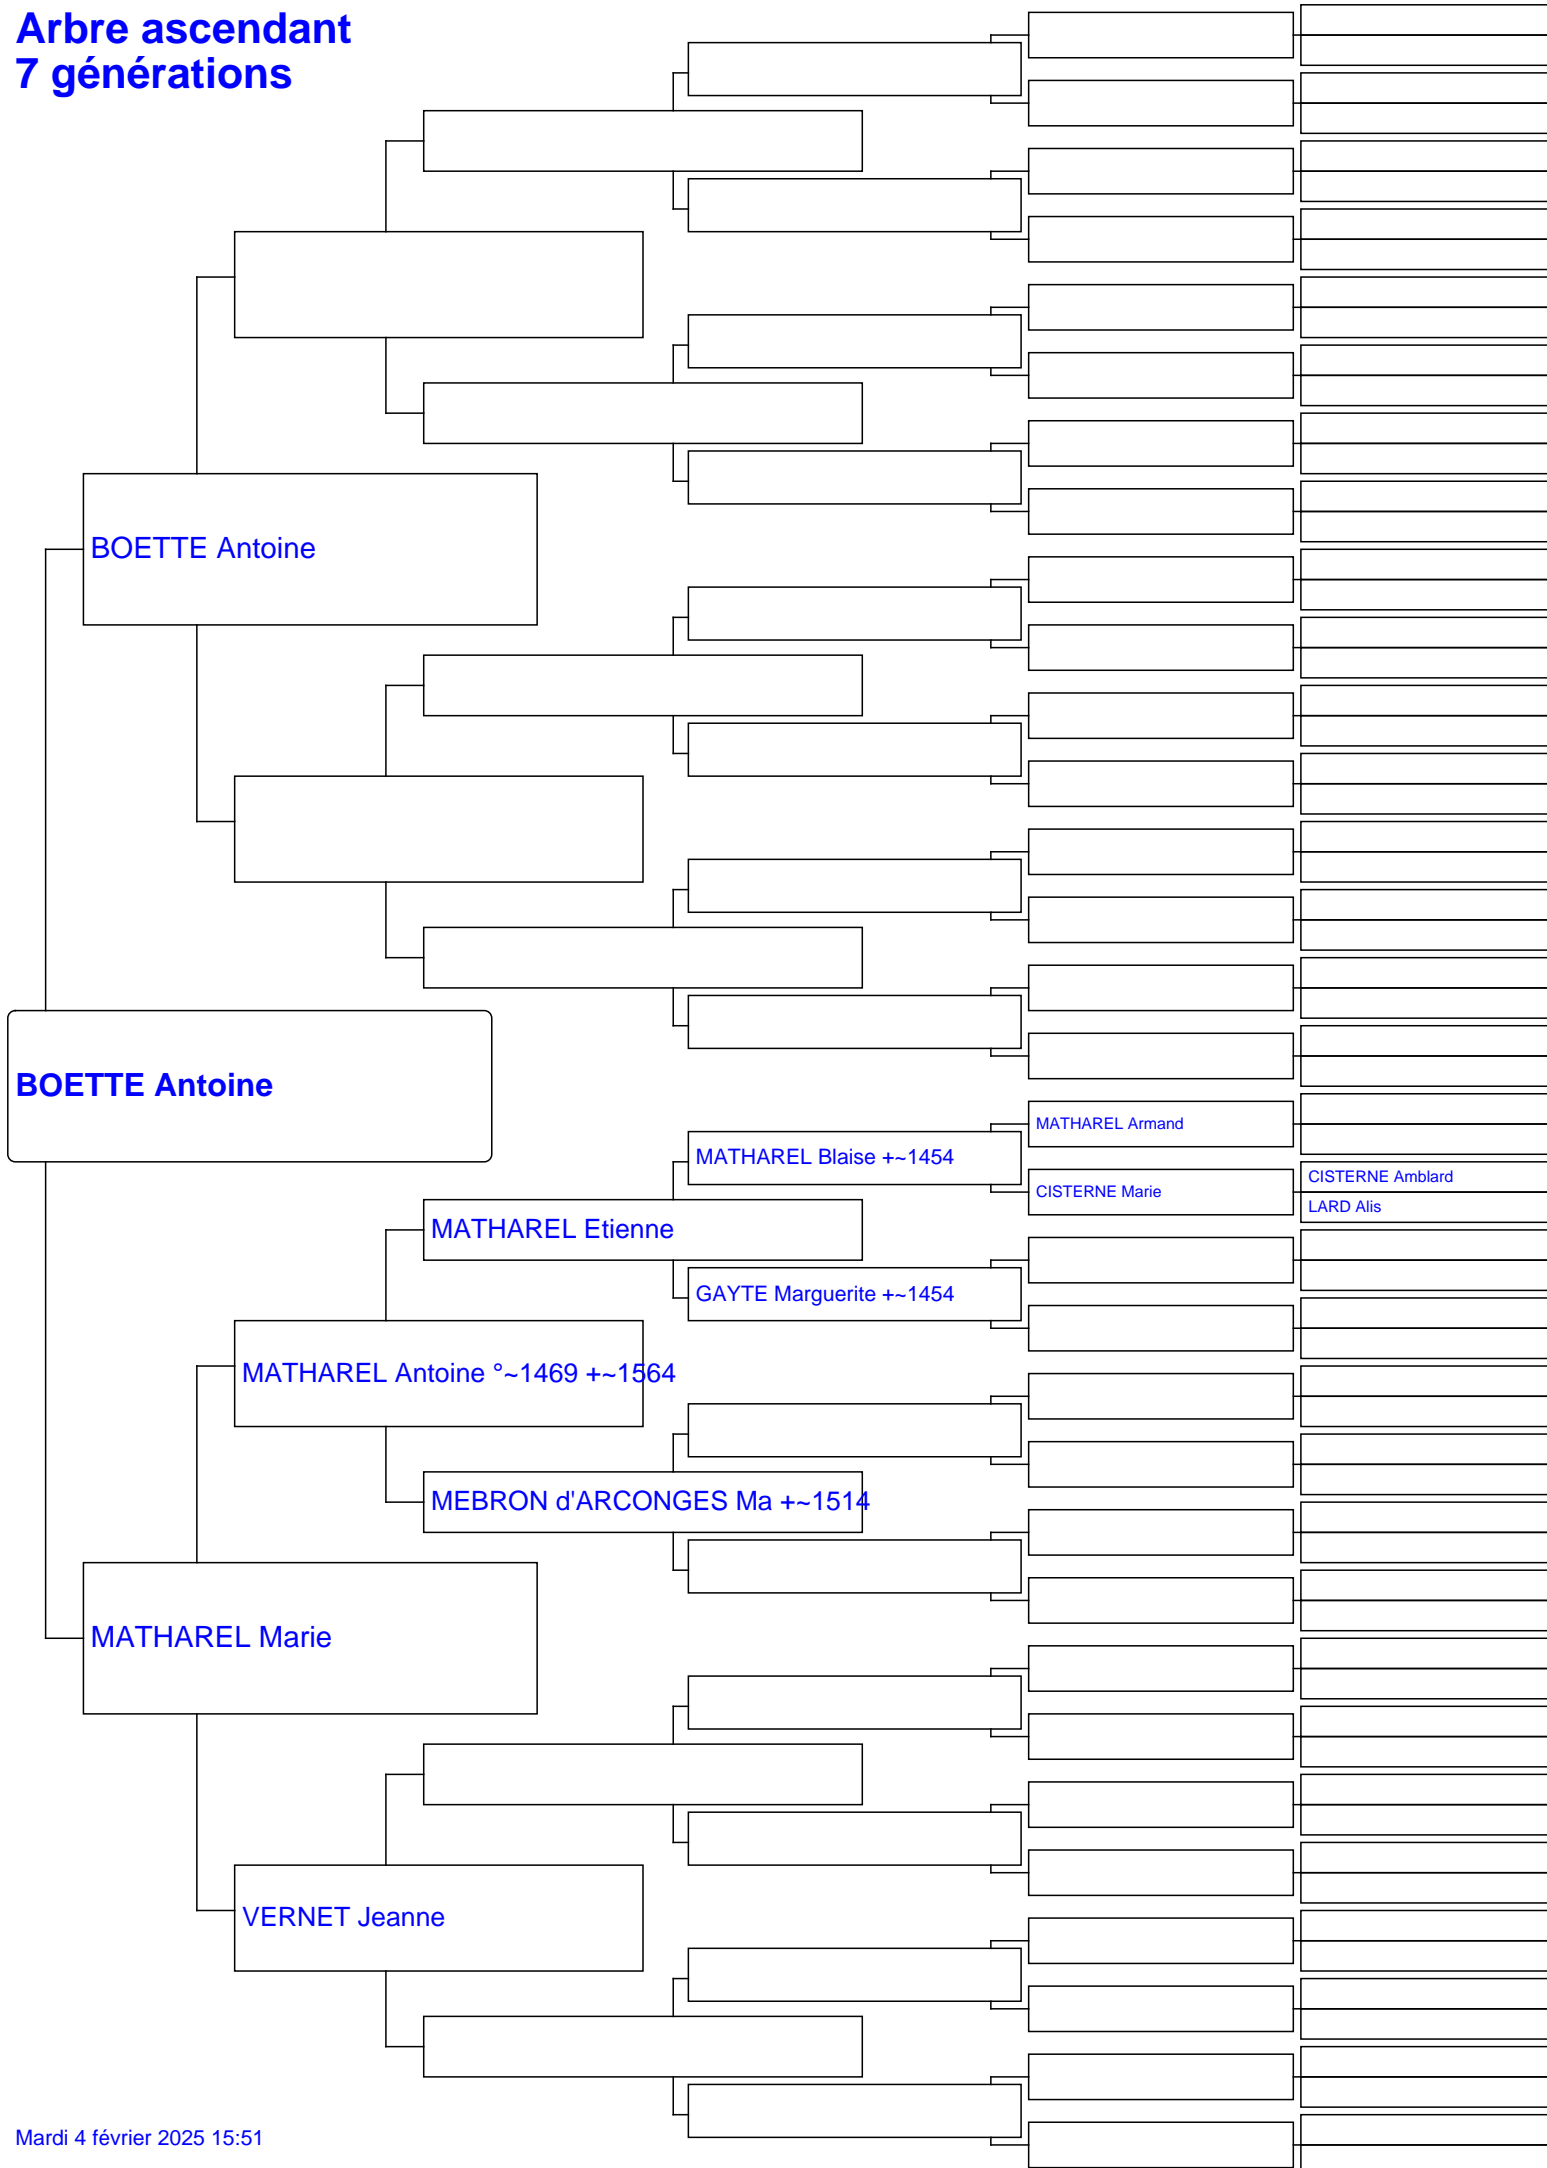 Arbre ascendant
7 générations
BOETTE Antoine
BOETTE Antoine
MATHAREL Armand
MATHAREL Blaise +~1454
CISTERNE Amblard
CISTERNE Marie
LARD Alis
MATHAREL Etienne
GAYTE Marguerite +~1454
MATHAREL Antoine °~1469 +~1564
MEBRON d'ARCONGES Ma +~1514
MATHAREL Marie
VERNET Jeanne
Mardi 4 février 2025 15:51